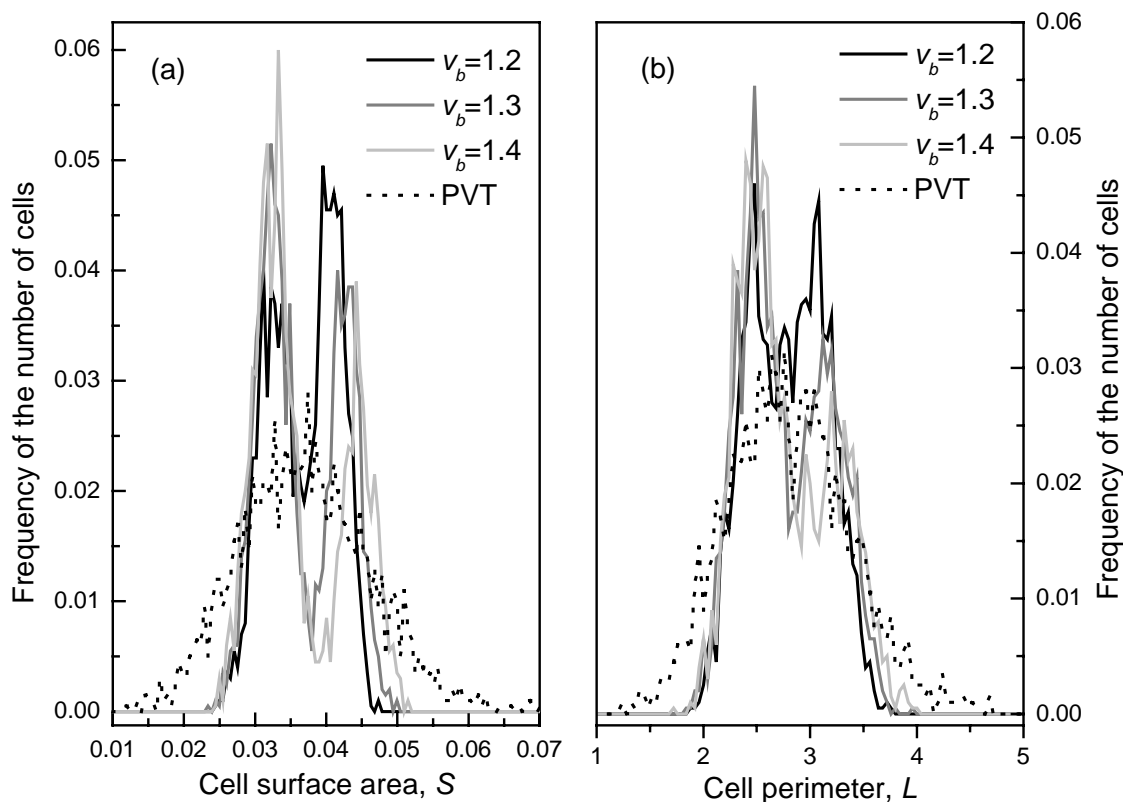 (a)
v_b=1.2
v_b=1.3
v_b=1.4
PVT
0.06
0.05
0.04
0.03
0.02
0.01
0.00
Frequency of the number of cells
0.01 0.02 0.03 0.04 0.05 0.06 0.07
Cell surface area, S
(b)
v_b=1.2
v_b=1.3
v_b=1.4
PVT
0.06
0.05
0.04
0.03
0.02
0.01
0.00
Frequency of the number of cells
1 2 3 4 5
Cell perimeter, L